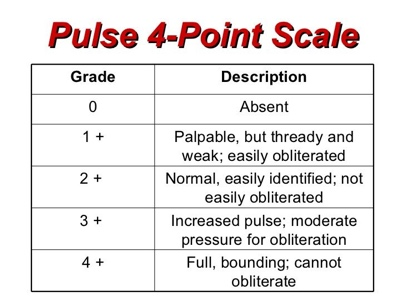 Pulse 4-Point Scale
Grade Description
0 Absent
1 + Palpable, but thready and
weak; easily obliterated
2 + Normal, easily identified; not
easily obliterated
3 + Increased pulse; moderate
pressure for obliteration
4 + Full, bounding; cannot
obliterate